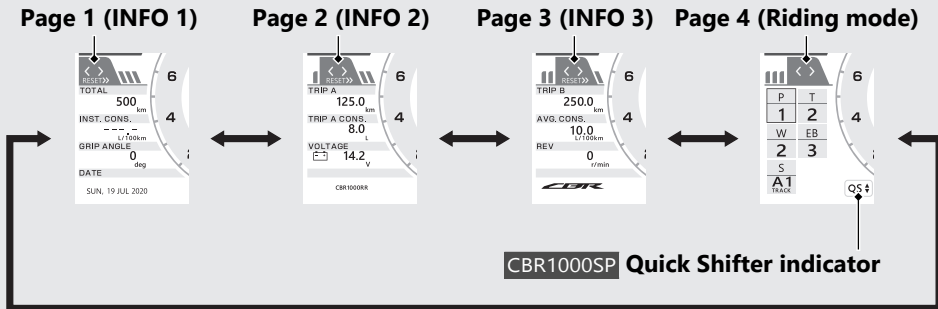 Page 1 (INFO 1)
RESET
TOTAL
500
km
INST. CONS.
---.-
L/100km
GRIP ANGLE
0
deg
DATE
SUN, 19 JUL 2020
6
4
Page 2 (INFO 2)
RESET
TRIP A
125.0
km
TRIP A CONS.
8.0
L
VOLTAGE
14.2
V
CBR1000RR
6
4
Page 3 (INFO 3)
RESET
TRIP B
250.0
km
AVG. CONS.
10.0
L/100km
REV
0
r/min
CBR
6
4
Page 4 (Riding mode)
P T
1 2
W EB
2 3
S
A1
TRACK
6
4
QS
CBR1000SP Quick Shifter indicator